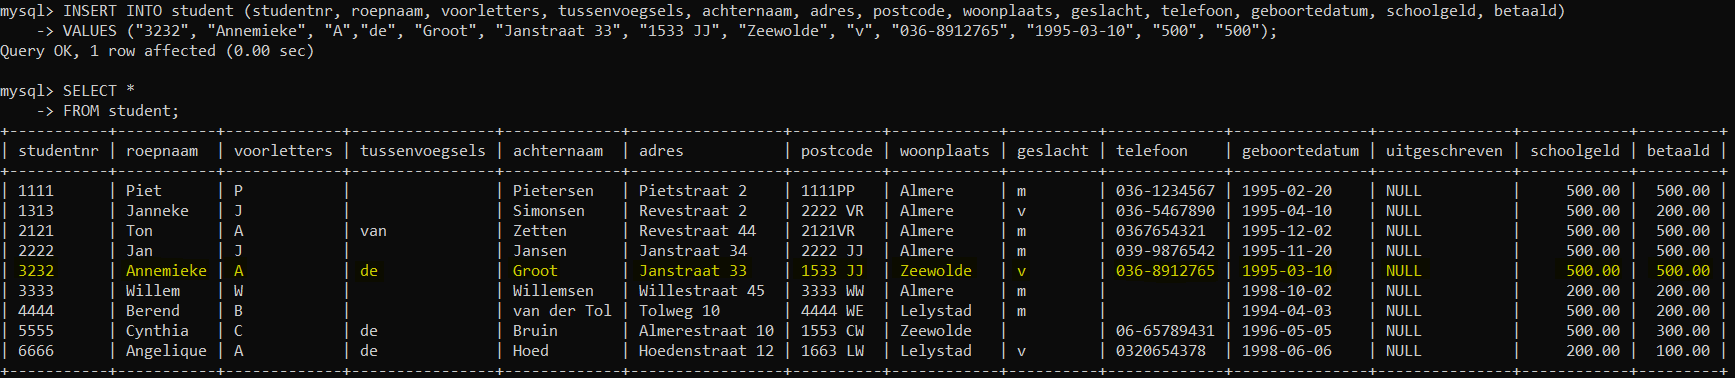 mysql> INSERT INTO student (studentnr, roepnaam, voorletters, tussenvoegsels, achternaam, adres, postcode, woonplaats, geslacht, telefoon, geboortedatum, schoolgeld, betaald)
    -> VALUES ("3232", "Annemieke", "A","de", "Groot", "Janstraat 33", "1533 JJ", "Zeewolde", "v", "036-8912765", "1995-03-10", "500", "500");
Query OK, 1 row affected (0.00 sec)
mysql> SELECT *
    -> FROM student;
+-----------+-----------+-------------+----------------+------------+-----------------+----------+------------+----------+-------------+---------------+---------------+------------+---------+
| studentnr | roepnaam  | voorletters | tussenvoegsels | achternaam | adres           | postcode | woonplaats | geslacht | telefoon    | geboortedatum | uitgeschreven | schoolgeld | betaald |
+-----------+-----------+-------------+----------------+------------+-----------------+----------+------------+----------+-------------+---------------+---------------+------------+---------+
| 1111      | Piet      | P           |                | Pietersen  | Pietstraat 2    | 1111PP   | Almere     | m        | 036-1234567 | 1995-02-20    | NULL          |     500.00 |  500.00 |
| 1313      | Janneke   | J           |                | Simonsen   | Revestraat 2    | 2222 VR  | Almere     | v        | 036-5467890 | 1995-04-10    | NULL          |     500.00 |  200.00 |
| 2121      | Ton       | A           | van            | Zetten     | Revestraat 44   | 2121VR   | Almere     | m        | 0367654321  | 1995-12-02    | NULL          |     500.00 |  500.00 |
| 2222      | Jan       | J           |                | Jansen     | Janstraat 34    | 2222 JJ  | Almere     | m        | 039-9876542 | 1995-11-20    | NULL          |     500.00 |  500.00 |
| 3232      | Annemieke | A           | de             | Groot      | Janstraat 33    | 1533 JJ  | Zeewolde   | v        | 036-8912765 | 1995-03-10    | NULL          |     500.00 |  500.00 |
| 3333      | Willem    | W           |                | Willemsen  | Willestraat 45  | 3333 WW  | Almere     | m        |             | 1998-10-02    | NULL          |     200.00 |  200.00 |
| 4444      | Berend    | B           |                | van der Tol | Tolweg 10       | 4444 WE  | Lelystad   | m        |             | 1994-04-03    | NULL          |     500.00 |  200.00 |
| 5555      | Cynthia   | C           | de             | Bruin      | Almerestraat 10 | 1553 CW  | Zeewolde   |          | 06-65789431 | 1996-05-05    | NULL          |     500.00 |  300.00 |
| 6666      | Angelique | A           | de             | Hoed       | Hoedenstraat 12 | 1663 LW  | Lelystad   | v        | 0320654378  | 1998-06-06    | NULL          |     200.00 |  100.00 |
+-----------+-----------+-------------+----------------+------------+-----------------+----------+------------+----------+-------------+---------------+---------------+------------+---------+